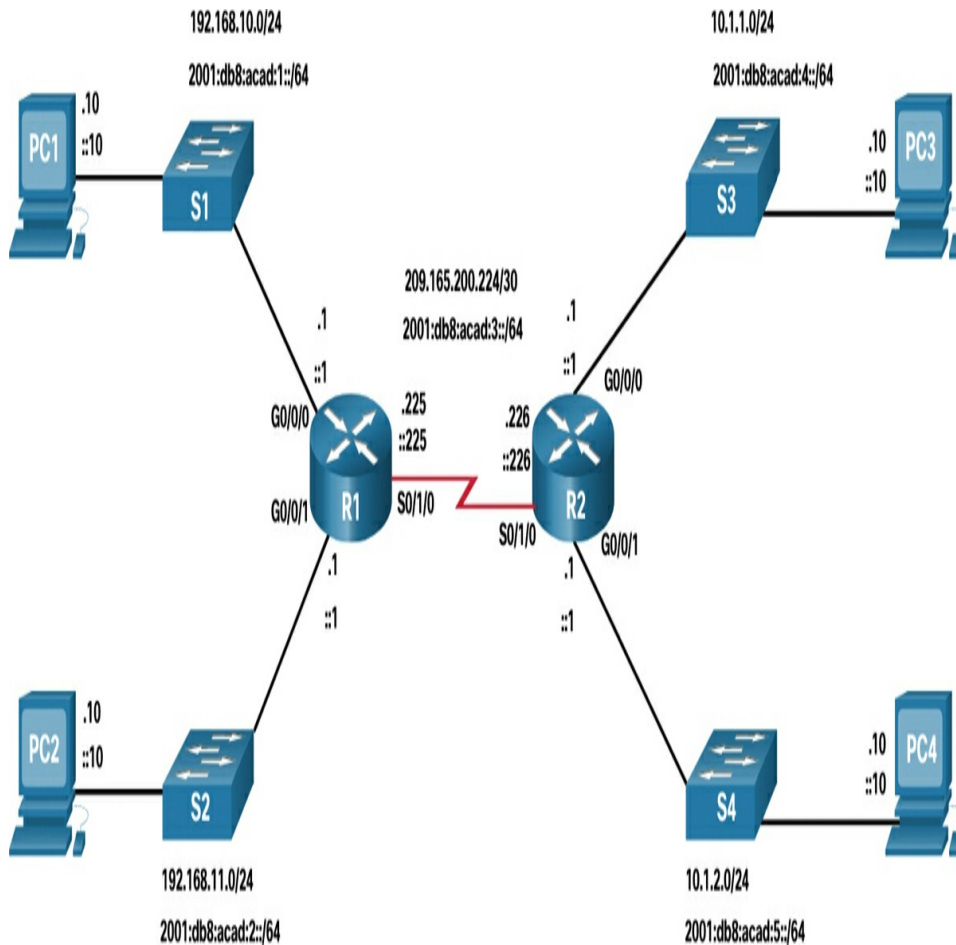 192.168.10.0/24
2001:db8:acad:1::/64
10.1.1.0/24
2001:db8:acad:4::/64
.10
::10
PC1
S1
S3
.10
::10
PC3
209.165.200.224/30
2001:db8:acad:3::/64
.1
::1
G0/0/0
.225
::225
R1
G0/0/1
S0/1/0
.1
::1
.1
::1
G0/0/0
.226
::226
R2
S0/1/0
G0/0/1
.1
::1
.10
::10
PC2
S2
S4
.10
::10
PC4
192.168.11.0/24
2001:db8:acad:2::/64
10.1.2.0/24
2001:db8:acad:5::/64